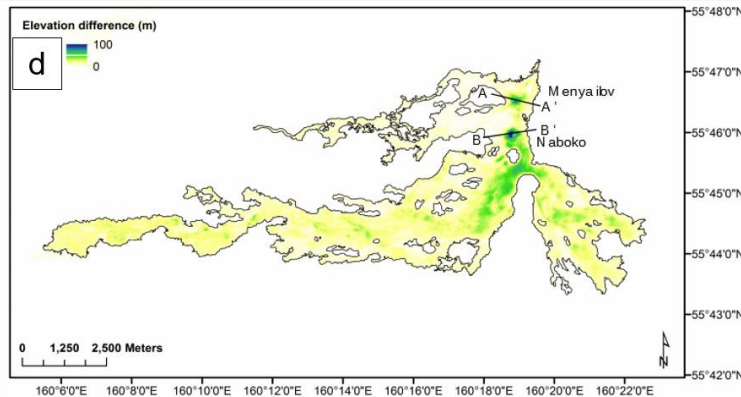 Elevation difference (m)
100
0
d
A
A '
Menyailov
B
B '
Naboko
55°48'0"N
55°47'0"N
55°46'0"N
55°45'0"N
55°44'0"N
55°43'0"N
55°42'0"N
0 1,250 2,500 Meters
N
160°6'0"E 160°8'0"E 160°10'0"E 160°12'0"E 160°14'0"E 160°16'0"E 160°18'0"E 160°20'0"E 160°22'0"E